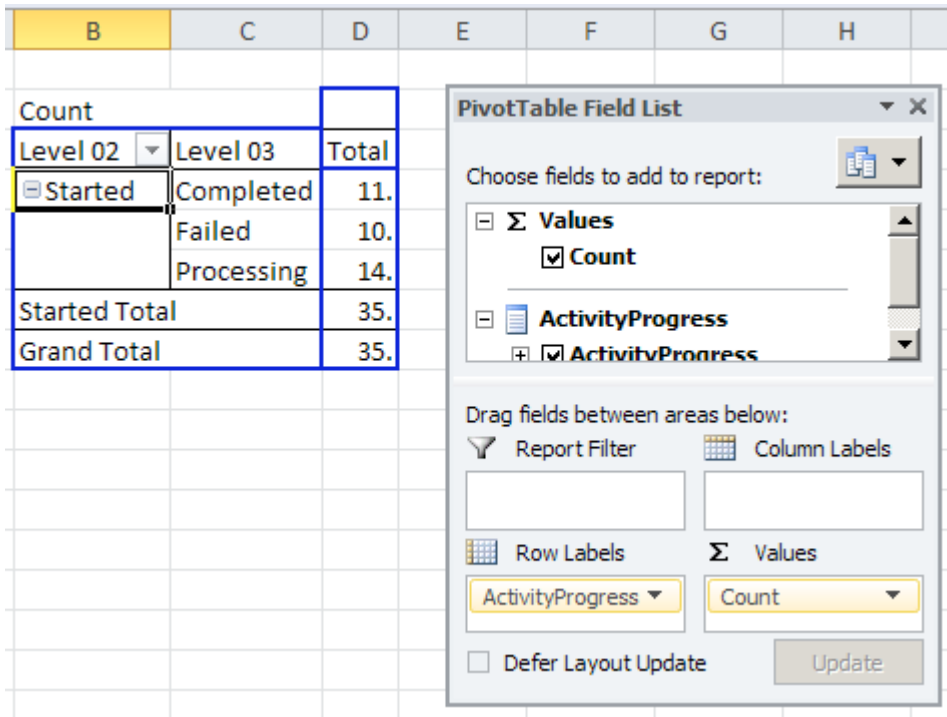 B C D E F G H
Count
Level 02 Level 03 Total
Started Completed 11.
Failed 10.
Processing 14.
Started Total 35.
Grand Total 35.
PivotTable Field List
Choose fields to add to report:
Σ Values
Count
ActivityProgress
ActivityProgress
Drag fields between areas below:
Report Filter Column Labels
Row Labels Σ Values
ActivityProgress Count
Defer Layout Update Update